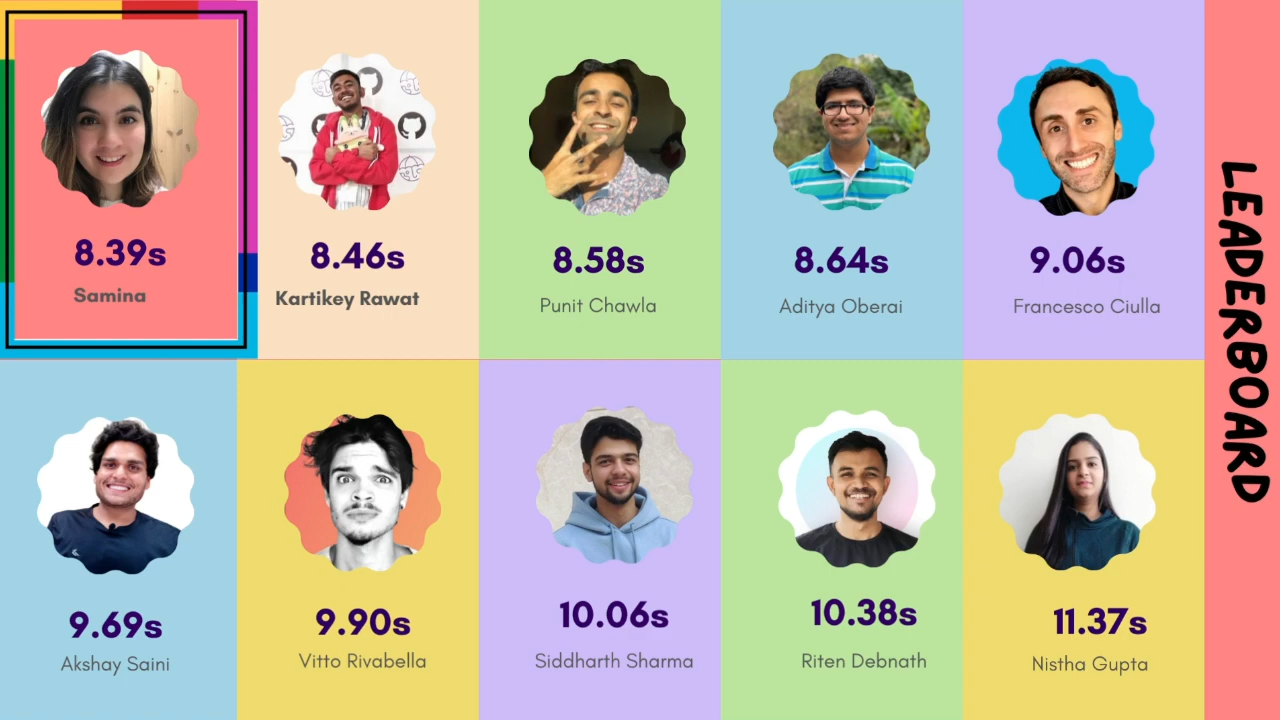 8.39s
Samina
8.46s
Kartikey Rawat
8.58s
Punit Chawla
8.64s
Aditya Oberai
9.06s
Francesco Ciulla
9.69s
Akshay Saini
9.90s
Vitto Rivabella
10.06s
Siddharth Sharma
10.38s
Riten Debnath
11.37s
Nistha Gupta
LEADERBOARD